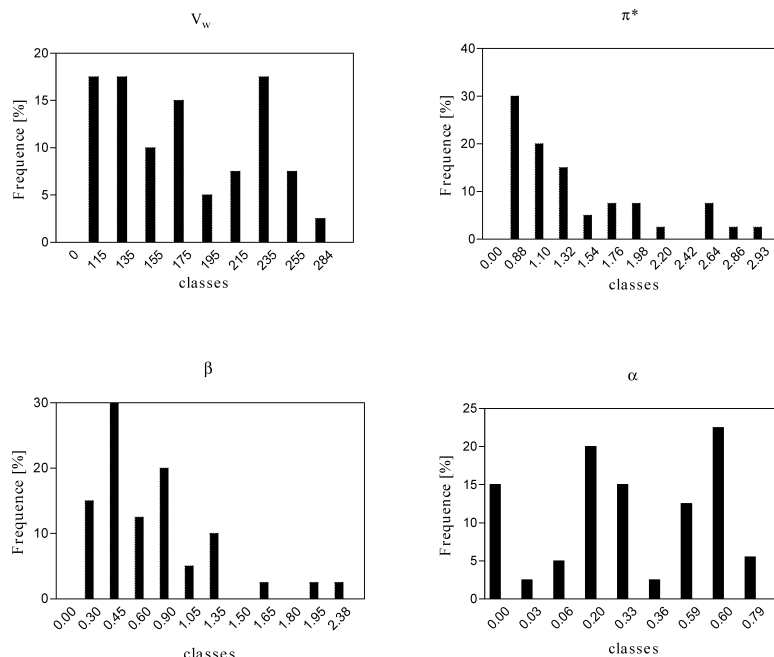 V_w
20
15
10
5
0
Frequence [%]
0 115 135 155 175 195 215 235 255 284
classes
π*
40
30
20
10
0
Frequence [%]
0.00 0.88 1.10 1.32 1.54 1.76 1.98 2.20 2.42 2.64 2.86 2.93
classes
β
30
20
10
0
Frequence [%]
0.00 0.30 0.45 0.60 0.90 1.05 1.35 1.50 1.65 1.80 1.95 2.38
classes
α
25
20
15
10
5
0
Frequence [%]
0.00 0.03 0.06 0.20 0.33 0.36 0.59 0.60 0.79
classes